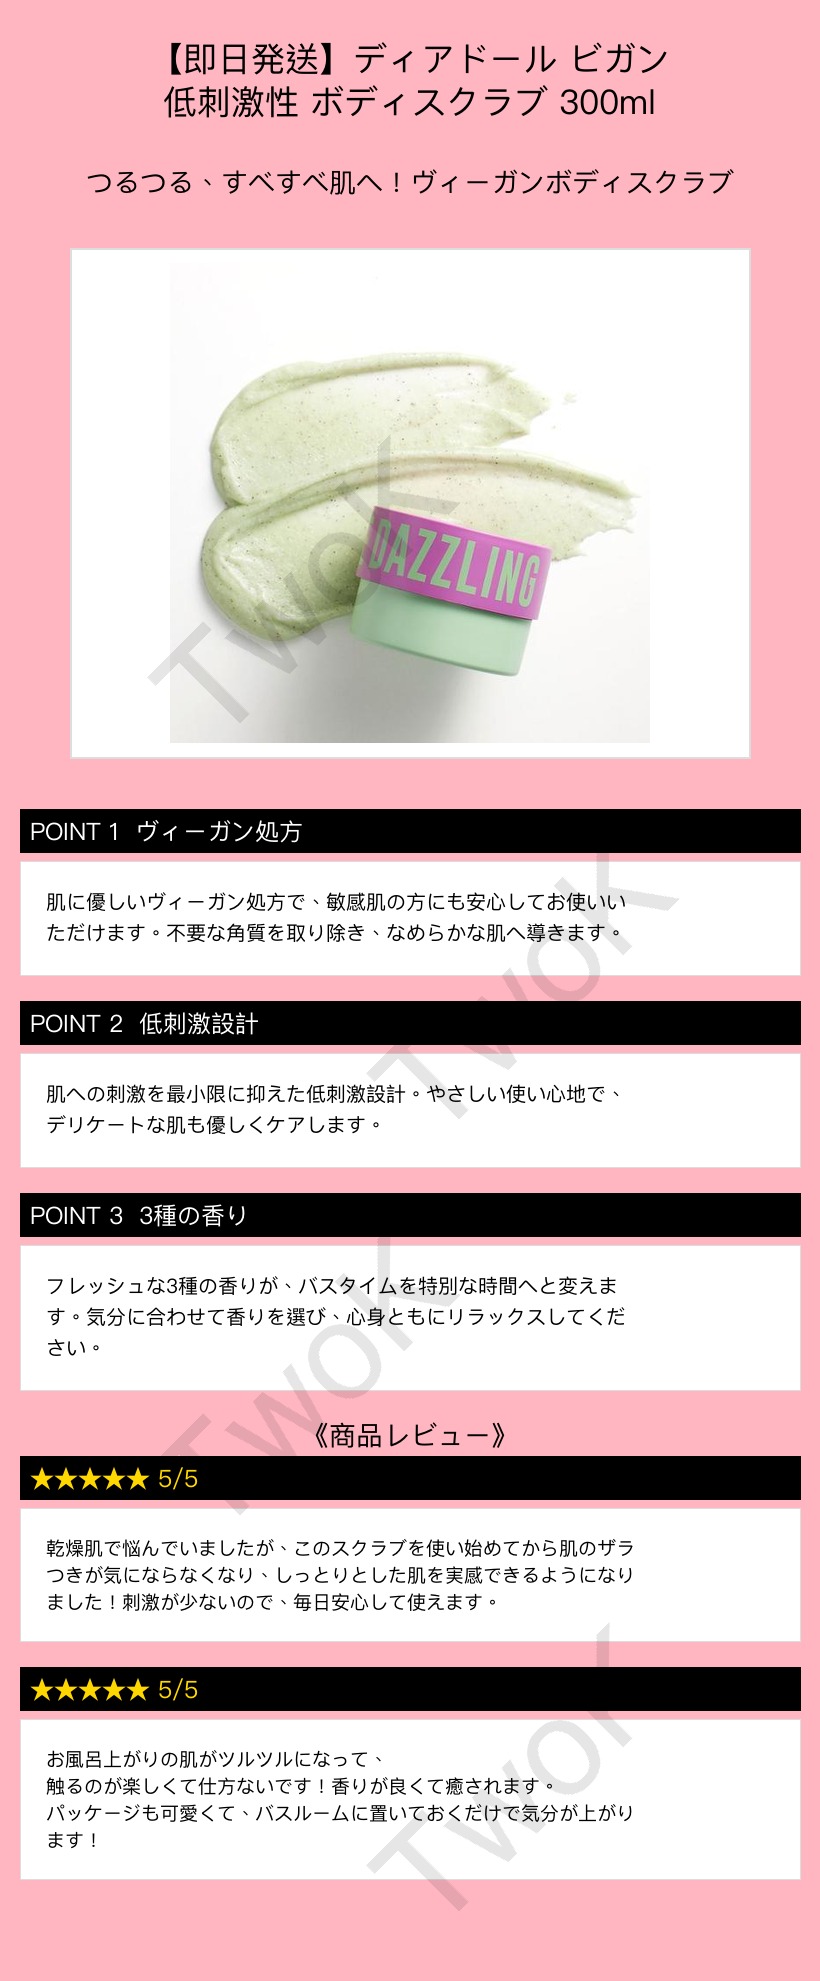 【即日発送】ディアドール ビガン
低刺激性 ボディスクラブ 300ml
つるつる、すべすべ肌へ！ヴィーガンボディスクラブ
DAZZLING
TwoK
POINT 1 ヴィーガン処方
肌に優しいヴィーガン処方で、敏感肌の方にも安心してお使いい
ただけます。不要な角質を取り除き、なめらかな肌へ導きます。
TwoK
POINT 2 低刺激設計
肌への刺激を最小限に抑えた低刺激設計。やさしい使い心地で、
デリケートな肌も優しくケアします。
POINT 3 3種の香り
フレッシュな3種の香りが、バスタイムを特別な時間へと変えま
す。気分に合わせて香りを選び、心身ともにリラックスしてくだ
さい。
TwoK
《商品レビュー》
★★★★★ 5/5
乾燥肌で悩んでいましたが、このスクラブを使い始めてから肌のザラ
つきが気にならなくなり、しっとりとした肌を実感できるようになり
ました！刺激が少ないので、毎日安心して使えます。
★★★★★ 5/5
お風呂上がりの肌がツルツルになって、
触るのが楽しくて仕方ないです！香りが良くて癒されます。
パッケージも可愛くて、バスルームに置いておくだけで気分が上がり
ます！
TwoK